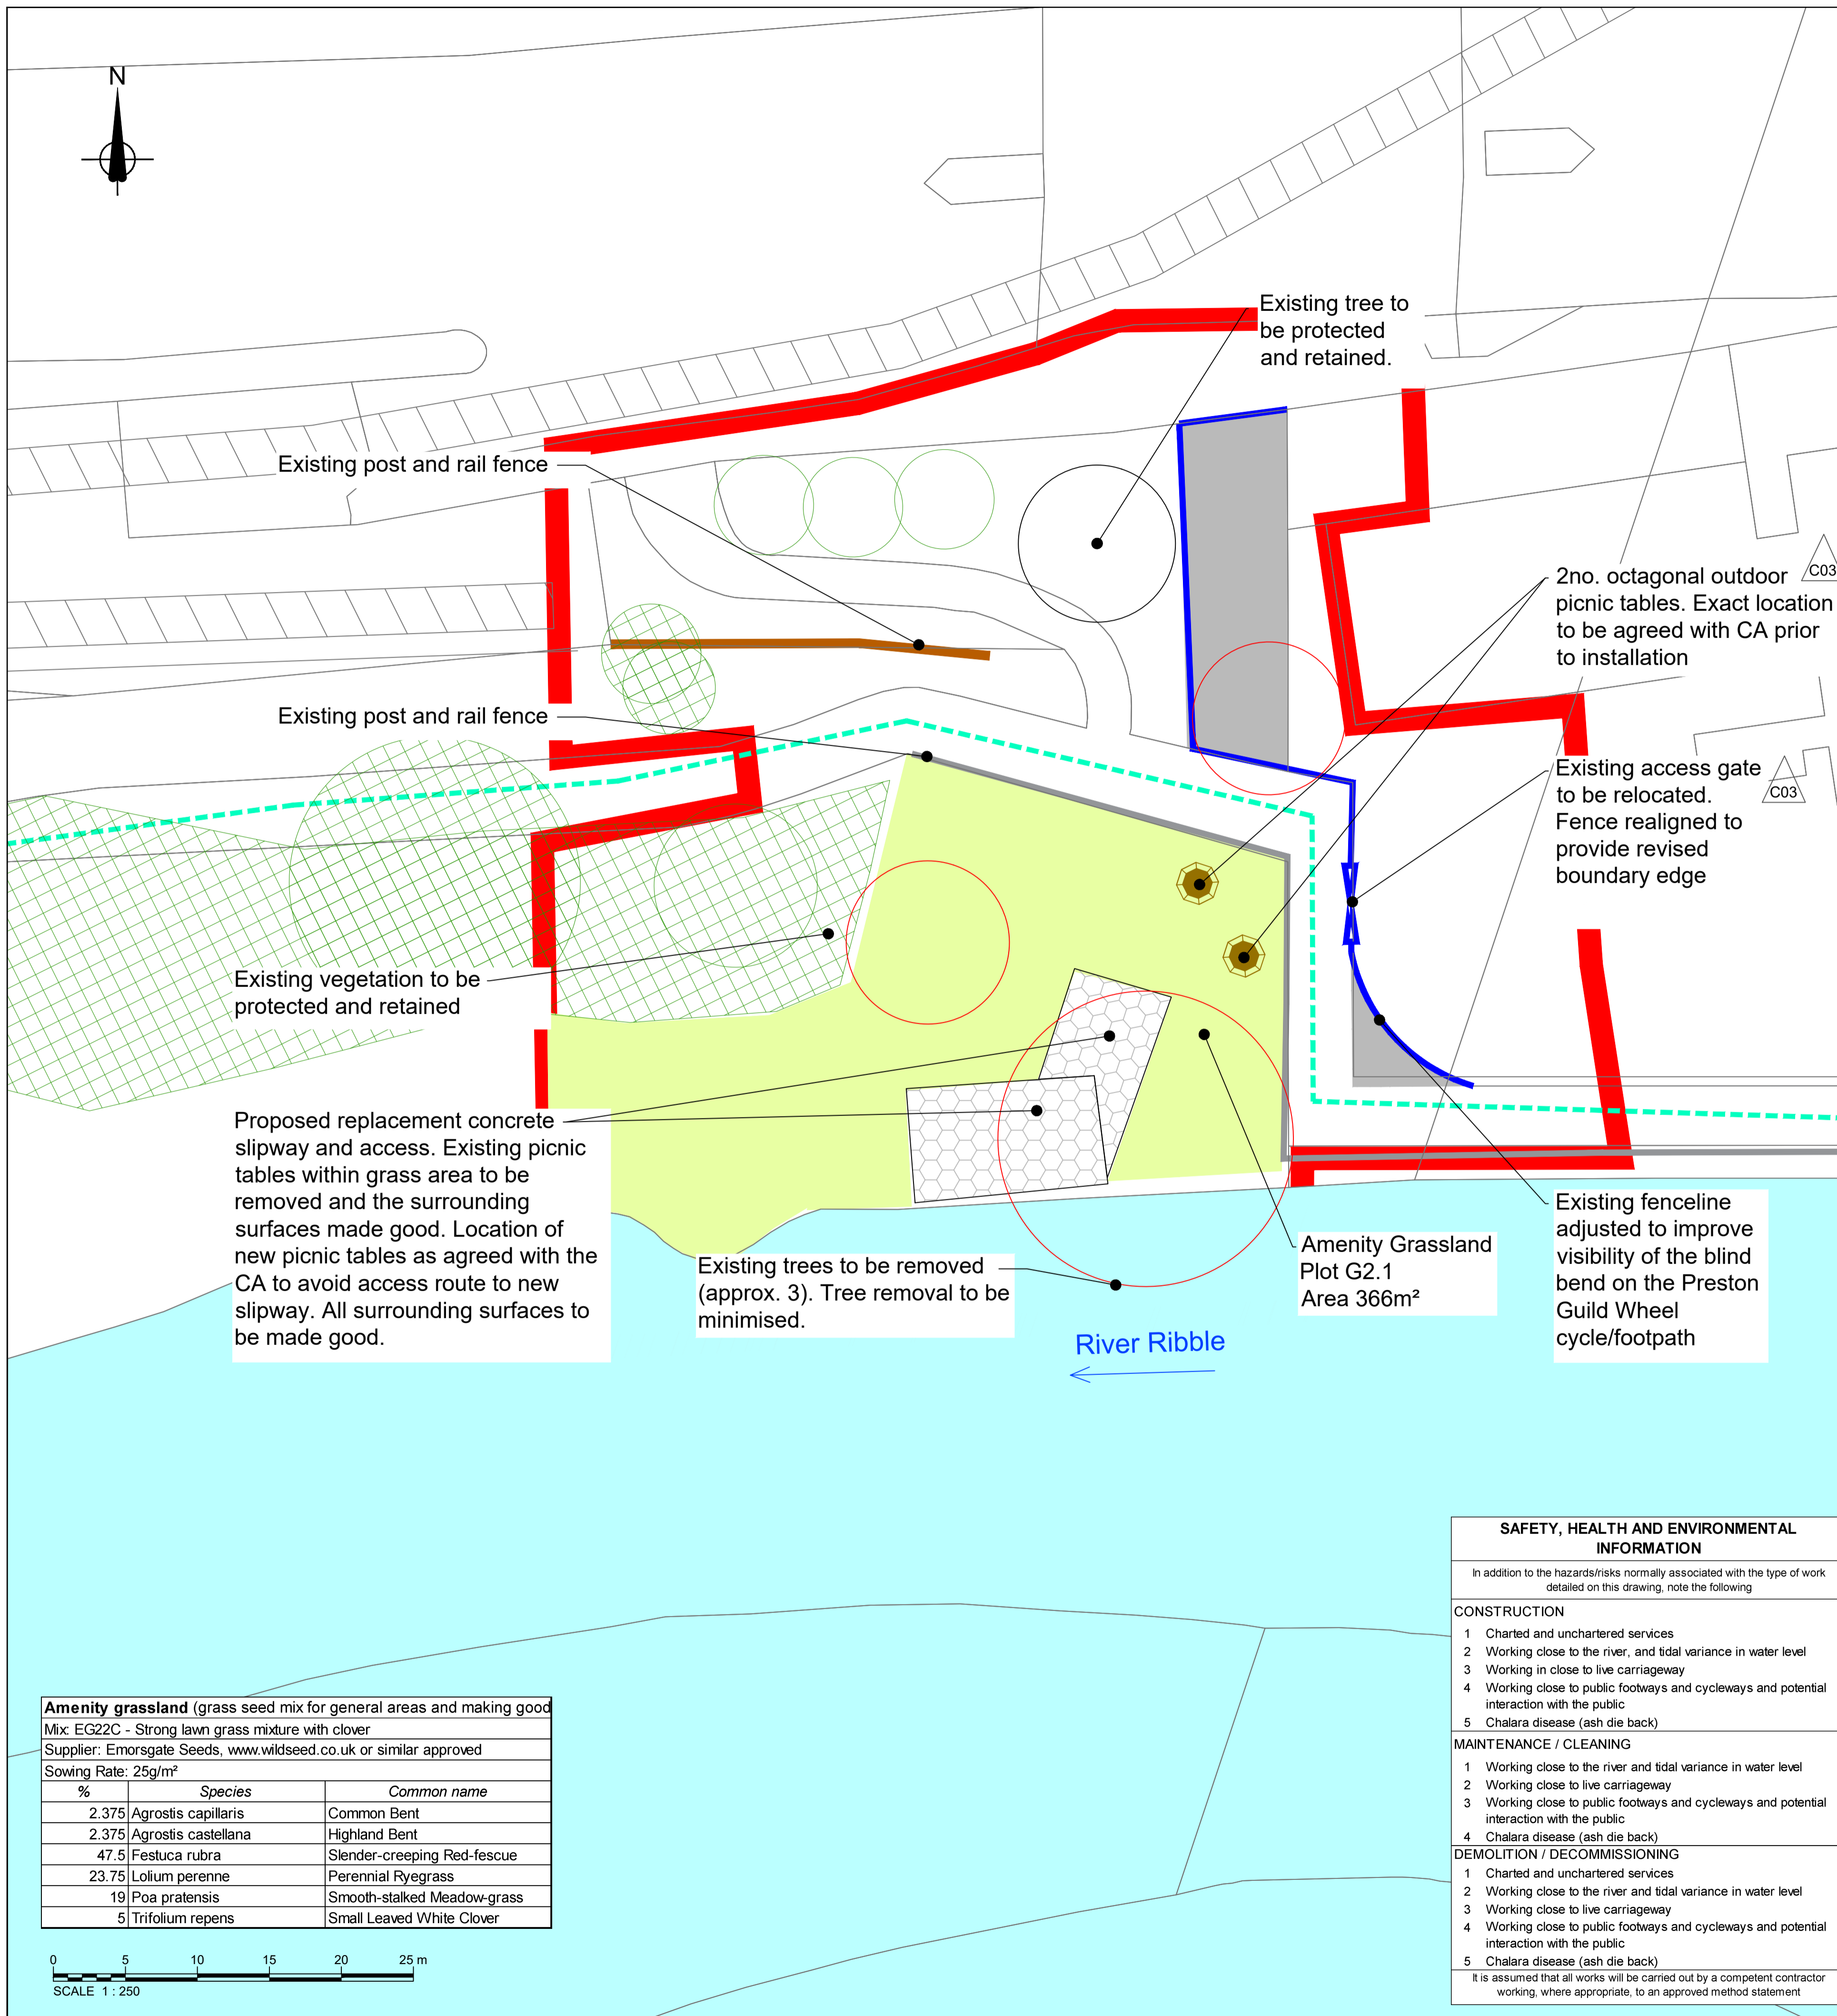 N
Existing tree to
be protected
and retained.
Existing post and rail fence
2no. octagonal outdoor
picnic tables. Exact location
to be agreed with CA prior
to installation
C03
Existing post and rail fence
Existing access gate
to be relocated.
Fence realigned to
provide revised
boundary edge
C03
Existing vegetation to be
protected and retained
Proposed replacement concrete
slipway and access. Existing picnic
tables within grass area to be
removed and the surrounding
surfaces made good. Location of
new picnic tables as agreed with the
CA to avoid access route to new
slipway. All surrounding surfaces to
be made good.
Existing trees to be removed
(approx. 3). Tree removal to be
minimised.
Amenity Grassland
Plot G2.1
Area 366m²
Existing fenceline
adjusted to improve
visibility of the blind
bend on the Preston
Guild Wheel
cycle/footpath
River Ribble
SAFETY, HEALTH AND ENVIRONMENTAL
INFORMATION
In addition to the hazards/risks normally associated with the type of work
detailed on this drawing, note the following
CONSTRUCTION
1 Charted and unchartered services
2 Working close to the river, and tidal variance in water level
3 Working in close to live carriageway
4 Working close to public footways and cycleways and potential
interaction with the public
5 Chalara disease (ash die back)
MAINTENANCE / CLEANING
1 Working close to the river and tidal variance in water level
2 Working close to live carriageway
3 Working close to public footways and cycleways and potential
interaction with the public
4 Chalara disease (ash die back)
DEMOLITION / DECOMMISSIONING
1 Charted and unchartered services
2 Working close to the river and tidal variance in water level
3 Working close to live carriageway
4 Working close to public footways and cycleways and potential
interaction with the public
5 Chalara disease (ash die back)
It is assumed that all works will be carried out by a competent contractor
working, where appropriate, to an approved method statement
Amenity grassland (grass seed mix for general areas and making good
Mix: EG22C - Strong lawn grass mixture with clover
Supplier: Emorsgate Seeds, www.wildseed.co.uk or similar approved
Sowing Rate: 25g/m²
% Species Common name
2.375 Agrostis capillaris Common Bent
2.375 Agrostis castellana Highland Bent
47.5 Festuca rubra Slender-creeping Red-fescue
23.75 Lolium perenne Perennial Ryegrass
19 Poa pratensis Smooth-stalked Meadow-grass
5 Trifolium repens Small Leaved White Clover
0 5 10 15 20 25 m
SCALE 1 : 250